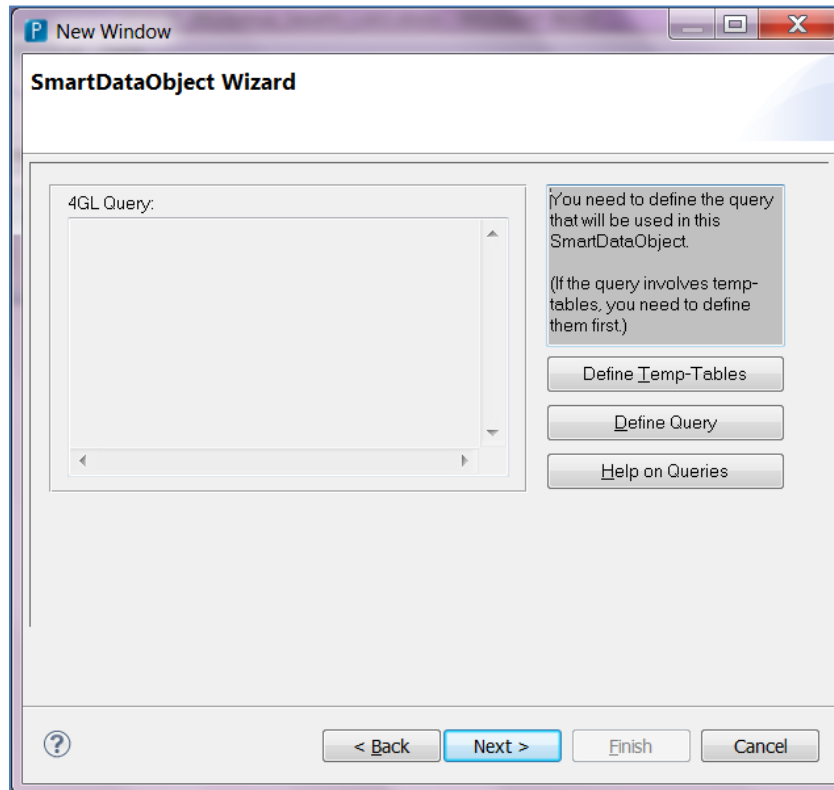 P New Window
SmartDataObject Wizard
4GL Query:
You need to define the query
that will be used in this
SmartDataObject.
(If the query involves temp-
tables, you need to define
them first.)
Define Temp-Tables
Define Query
Help on Queries
?
< Back
Next >
Finish
Cancel